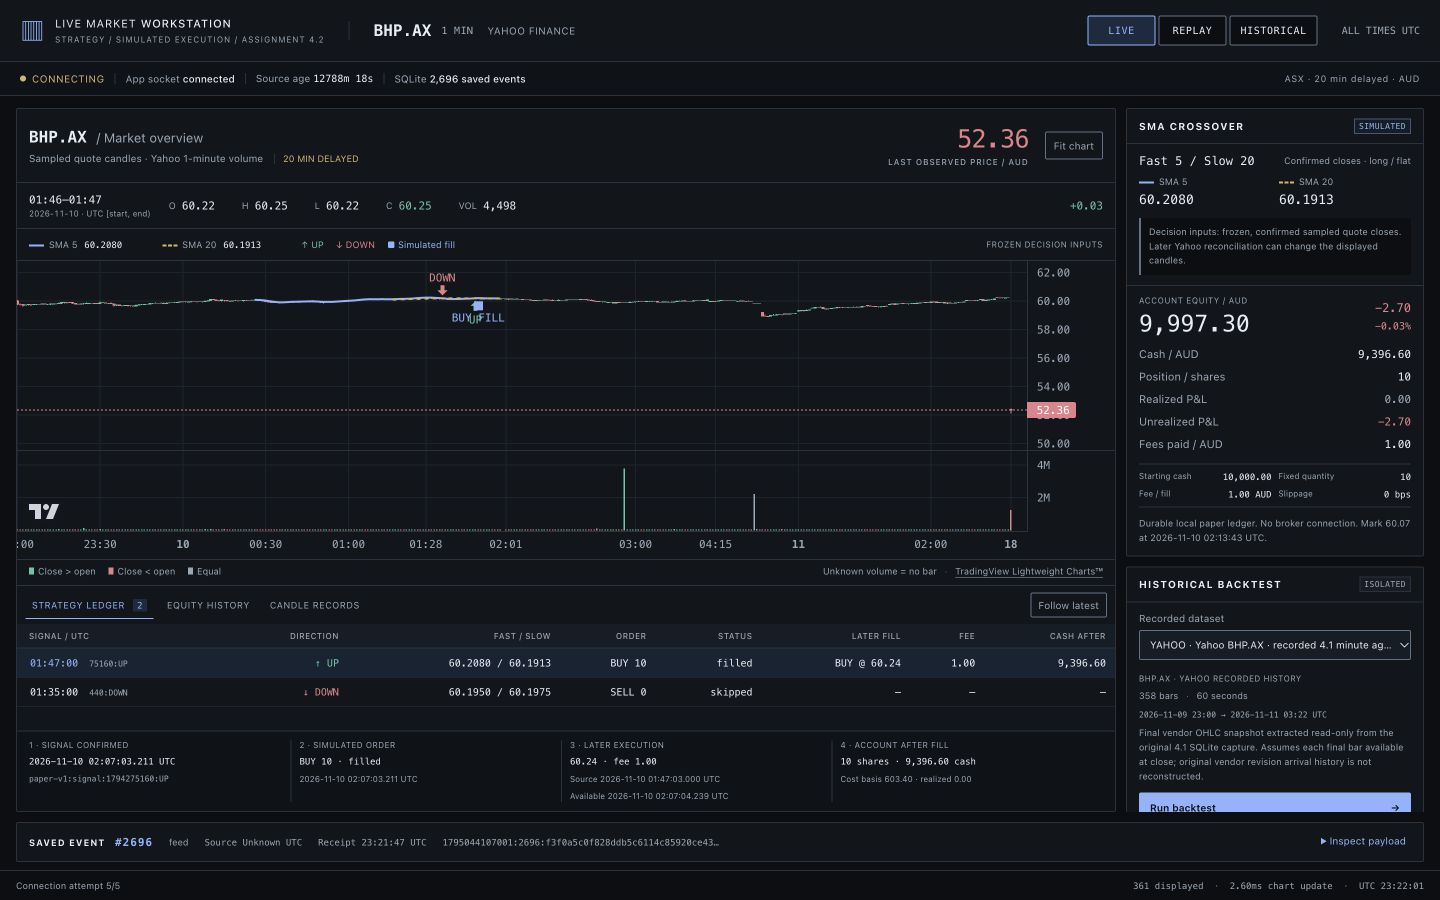 LIVE MARKET WORKSTATION
STRATEGY / SIMULATED EXECUTION / ASSIGNMENT 4.2
BHP.AX 1 MIN YAHOO FINANCE
LIVE REPLAY HISTORICAL ALL TIMES UTC
CONNECTING App socket connected Source age 12788m 18s SQLite 2,696 saved events ASX · 20 min delayed · AUD
BHP.AX / Market overview
Sampled quote candles · Yahoo 1-minute volume 20 MIN DELAYED
52.36
LAST OBSERVED PRICE / AUD
Fit chart
01:46–01:47
2026-11-10 · UTC [start, end)
O 60.22 H 60.25 L 60.22 C 60.25 VOL 4,498 +0.03
SMA 5 60.2080 SMA 20 60.1913 ↑ UP ↓ DOWN Simulated fill FROZEN DECISION INPUTS
DOWN
BUY FILL
UP
62.00
60.00
58.00
56.00
54.00
52.36
50.00
4M
2M
:00 23:30 10 00:30 01:00 01:28 02:01 03:00 04:15 11 02:00 18
Close > open Close < open Equal Unknown volume = no bar · TradingView Lightweight Charts™
STRATEGY LEDGER 2 EQUITY HISTORY CANDLE RECORDS Follow latest
SIGNAL / UTC DIRECTION FAST / SLOW ORDER STATUS LATER FILL FEE CASH AFTER
01:47:00 75160:UP ↑ UP 60.2080 / 60.1913 BUY 10 filled BUY @ 60.24 1.00 9,396.60
01:35:00 440:DOWN ↓ DOWN 60.1950 / 60.1975 SELL 0 skipped — — —
1 · SIGNAL CONFIRMED
2026-11-10 02:07:03.211 UTC
paper-v1:signal:1794275160:UP
2 · SIMULATED ORDER
BUY 10 · filled
2026-11-10 02:07:03.211 UTC
3 · LATER EXECUTION
60.24 · fee 1.00
Source 2026-11-10 01:47:03.000 UTC
Available 2026-11-10 02:07:04.239 UTC
4 · ACCOUNT AFTER FILL
10 shares · 9,396.60 cash
Cost basis 603.40 · realized 0.00
SMA CROSSOVER SIMULATED
Fast 5 / Slow 20 Confirmed closes · long / flat
SMA 5 SMA 20
60.2080 60.1913
Decision inputs: frozen, confirmed sampled quote closes.
Later Yahoo reconciliation can change the displayed
candles.
ACCOUNT EQUITY / AUD
9,997.30
−2.70
−0.03%
Cash / AUD 9,396.60
Position / shares 10
Realized P&L 0.00
Unrealized P&L −2.70
Fees paid / AUD 1.00
Starting cash 10,000.00 Fixed quantity 10
Fee / fill 1.00 AUD Slippage 0 bps
Durable local paper ledger. No broker connection. Mark 60.07
at 2026-11-10 02:13:43 UTC.
HISTORICAL BACKTEST ISOLATED
Recorded dataset
YAHOO · Yahoo BHP.AX · recorded 4.1 minute ag...
BHP.AX · YAHOO RECORDED HISTORY
358 bars · 60 seconds
2026-11-09 23:00 → 2026-11-11 03:22 UTC
Final vendor OHLC snapshot extracted read-only from the
original 4.1 SQLite capture. Assumes each final bar available
at close; original vendor revision arrival history is not
reconstructed.
Run backtest →
SAVED EVENT #2696 feed Source Unknown UTC Receipt 23:21:47 UTC 1795044107001:2696:f3f0a5c0f828ddb5c6114c85920ce43… Inspect payload
Connection attempt 5/5 361 displayed · 2.60ms chart update · UTC 23:22:01